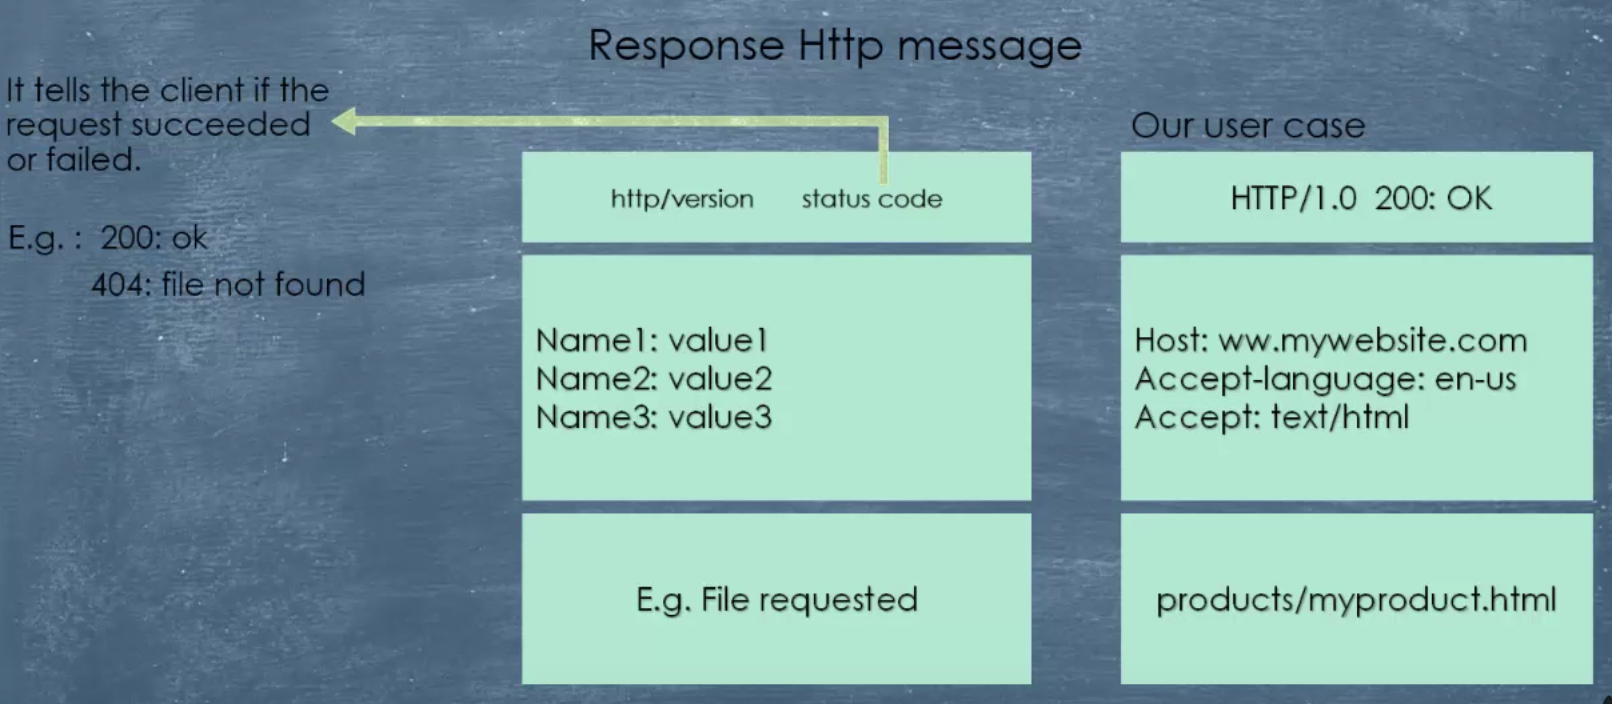 Response Http message
It tells the client if the
request succeeded
or failed.
E.g. : 200: ok
404: file not found
http/version status code
Name1: value1
Name2: value2
Name3: value3
E.g. File requested
Our user case
HTTP/1.0 200: OK
Host: ww.mywebsite.com
Accept-language: en-us
Accept: text/html
products/myproduct.html